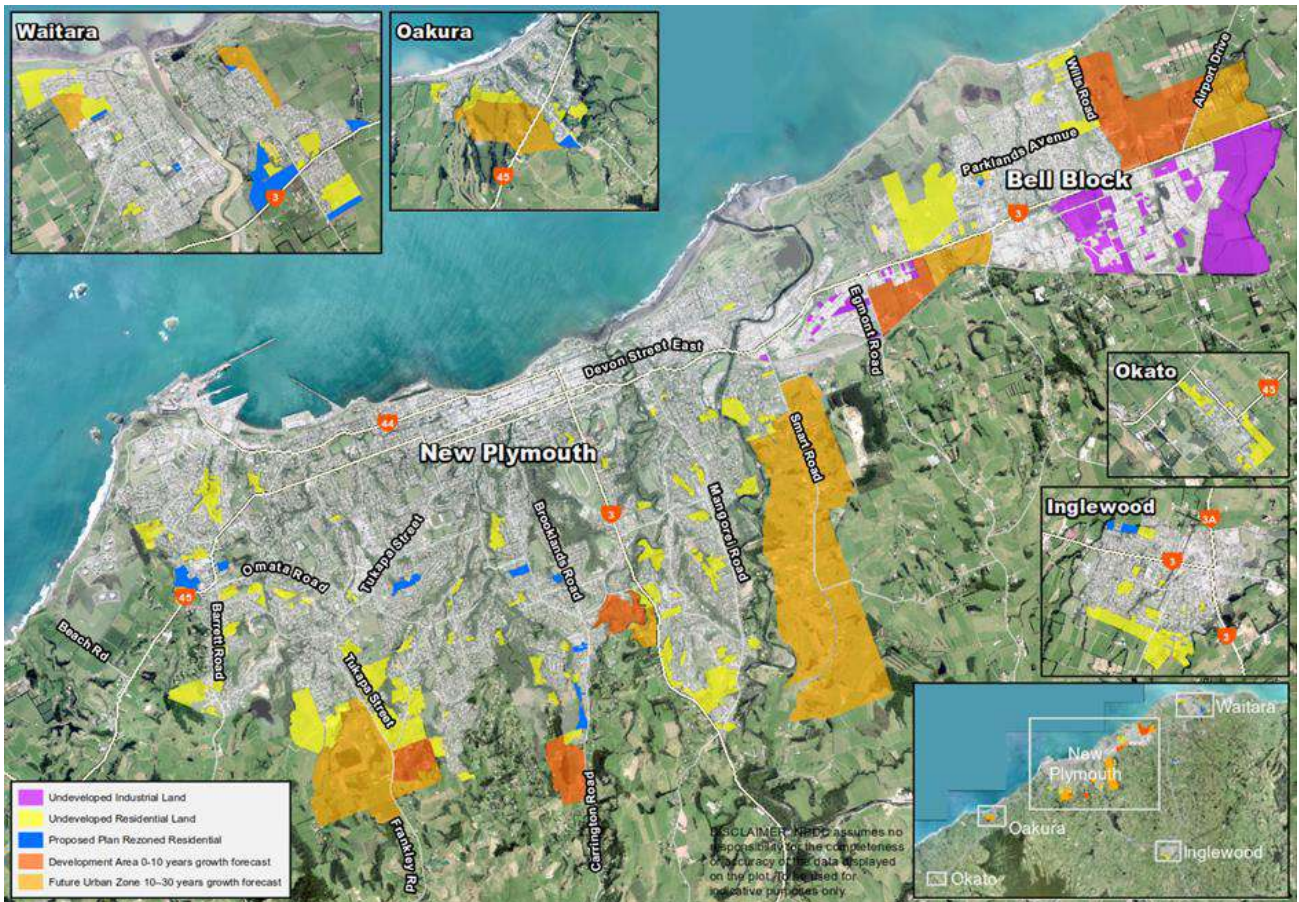 Waitara
3
Oakura
45
Wills Road
Airport Drive
Parklands Avenue
Bell Block
3
Egmont Road
Devon Street East
44
New Plymouth
Smart Road
3
Mangorei Road
Brooklands Road
Tukapa Street
Omata Road
45
Barrett Road
Beach Rd
Tukapa Street
Frankley Rd
Carrington Road
Okato
45
Inglewood
3A
3
3
Undeveloped Industrial Land
Undeveloped Residential Land
Proposed Plan Rezoned Residential
Development Area 0-10 years growth forecast
Future Urban Zone 10–30 years growth forecast
DISCLAIMER: NPDC assumes no
responsibility for the completeness
or accuracy of the data displayed
on the plot. To be used for
indicative purposes only.
Waitara
New
Plymouth
Oakura
Inglewood
Okato